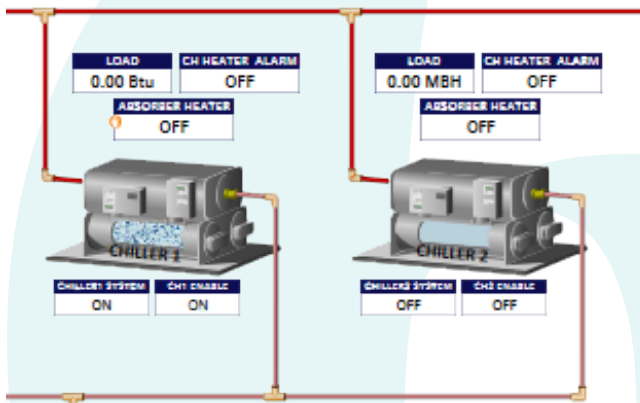 LOAD CH HEATER ALARM
0.00 Btu OFF
ABSORBER HEATER
OFF
CHILLER 1
CHILLER1 SYSTEM CH1 ENABLE
ON ON
LOAD CH HEATER ALARM
0.00 MBH OFF
ABSORBER HEATER
OFF
CHILLER 2
CHILLER2 SYSTEM CH2 ENABLE
OFF OFF